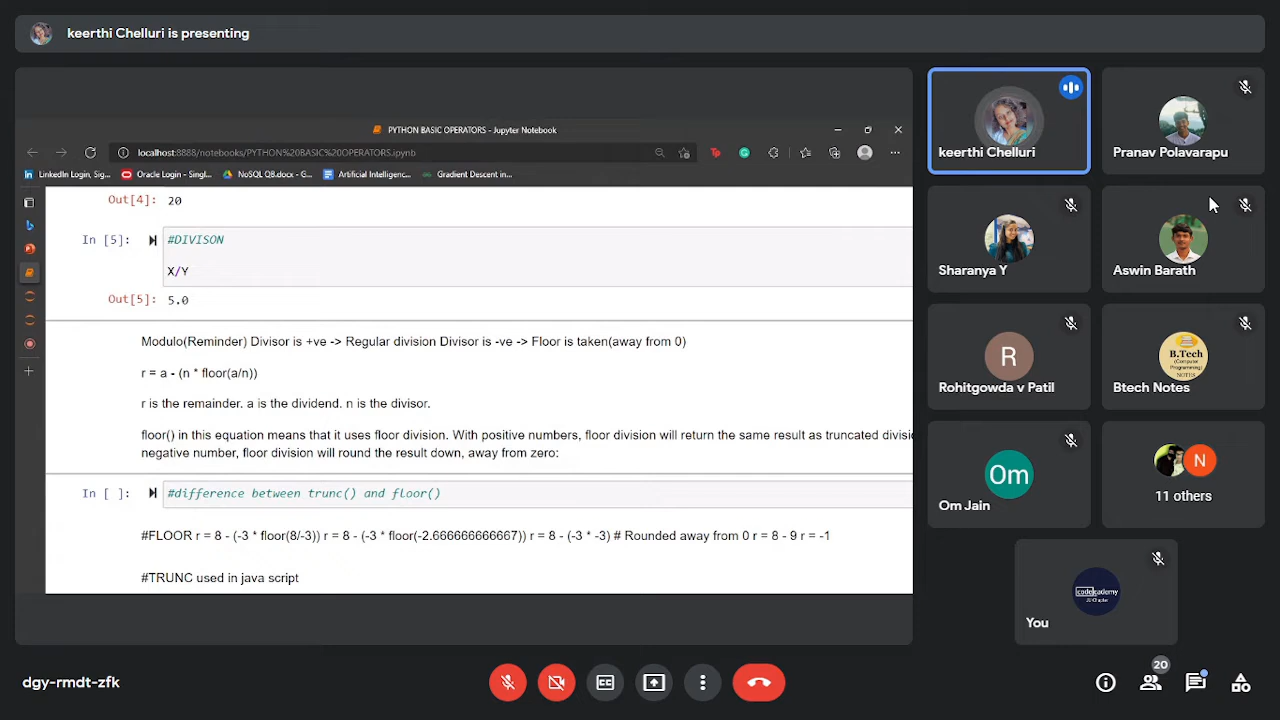 keerthi Chelluri is presenting
PYTHON BASIC OPERATORS - Jupyter Notebook
localhost:8888/notebooks/PYTHON%20BASIC%20OPERATORS.ipynb
LinkedIn Login, Sig... Oracle Login - Singl... NoSQL QB.docx - G... Artificial Intelligenc... Gradient Descent in...
Out[4]: 20
In [5]: #DIVISON
X/Y
Out[5]: 5.0
Modulo(Reminder) Divisor is +ve -> Regular division Divisor is -ve -> Floor is taken(away from 0)
r = a - (n * floor(a/n))
r is the remainder. a is the dividend. n is the divisor.
floor() in this equation means that it uses floor division. With positive numbers, floor division will return the same result as truncated divisi
negative number, floor division will round the result down, away from zero:
In [ ]: #difference between trunc() and floor()
#FLOOR r = 8 - (-3 * floor(8/-3)) r = 8 - (-3 * floor(-2.666666666667)) r = 8 - (-3 * -3) # Rounded away from 0 r = 8 - 9 r = -1
#TRUNC used in java script
keerthi Chelluri
Pranav Polavarapu
Sharanya Y
Aswin Barath
R
Rohitgowda v Patil
B.Tech
(Computer
Programming)
NOTES
Btech Notes
Om
Om Jain
N
11 others
codecademy
You
dgy-rmdt-zfk
CC
20